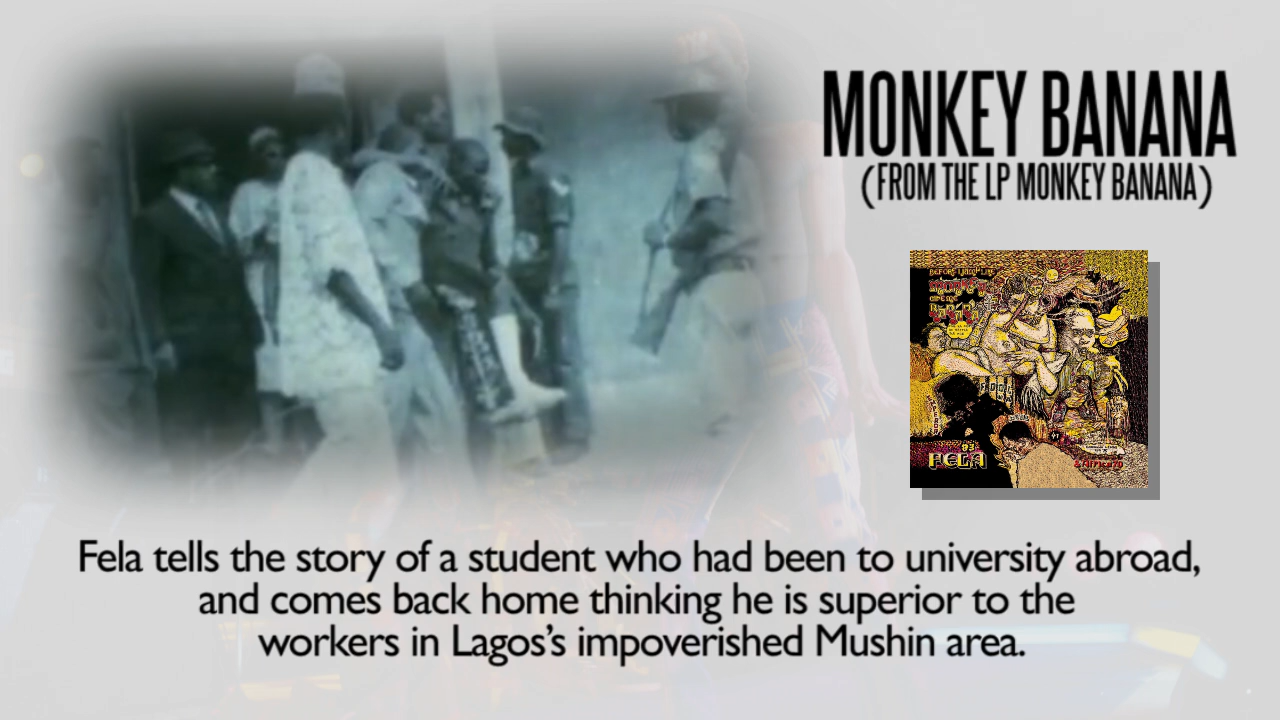 MONKEY BANANA
(FROM THE LP MONKEY BANANA)
FELA
Fela tells the story of a student who had been to university abroad,
and comes back home thinking he is superior to the
workers in Lagos’s impoverished Mushin area.